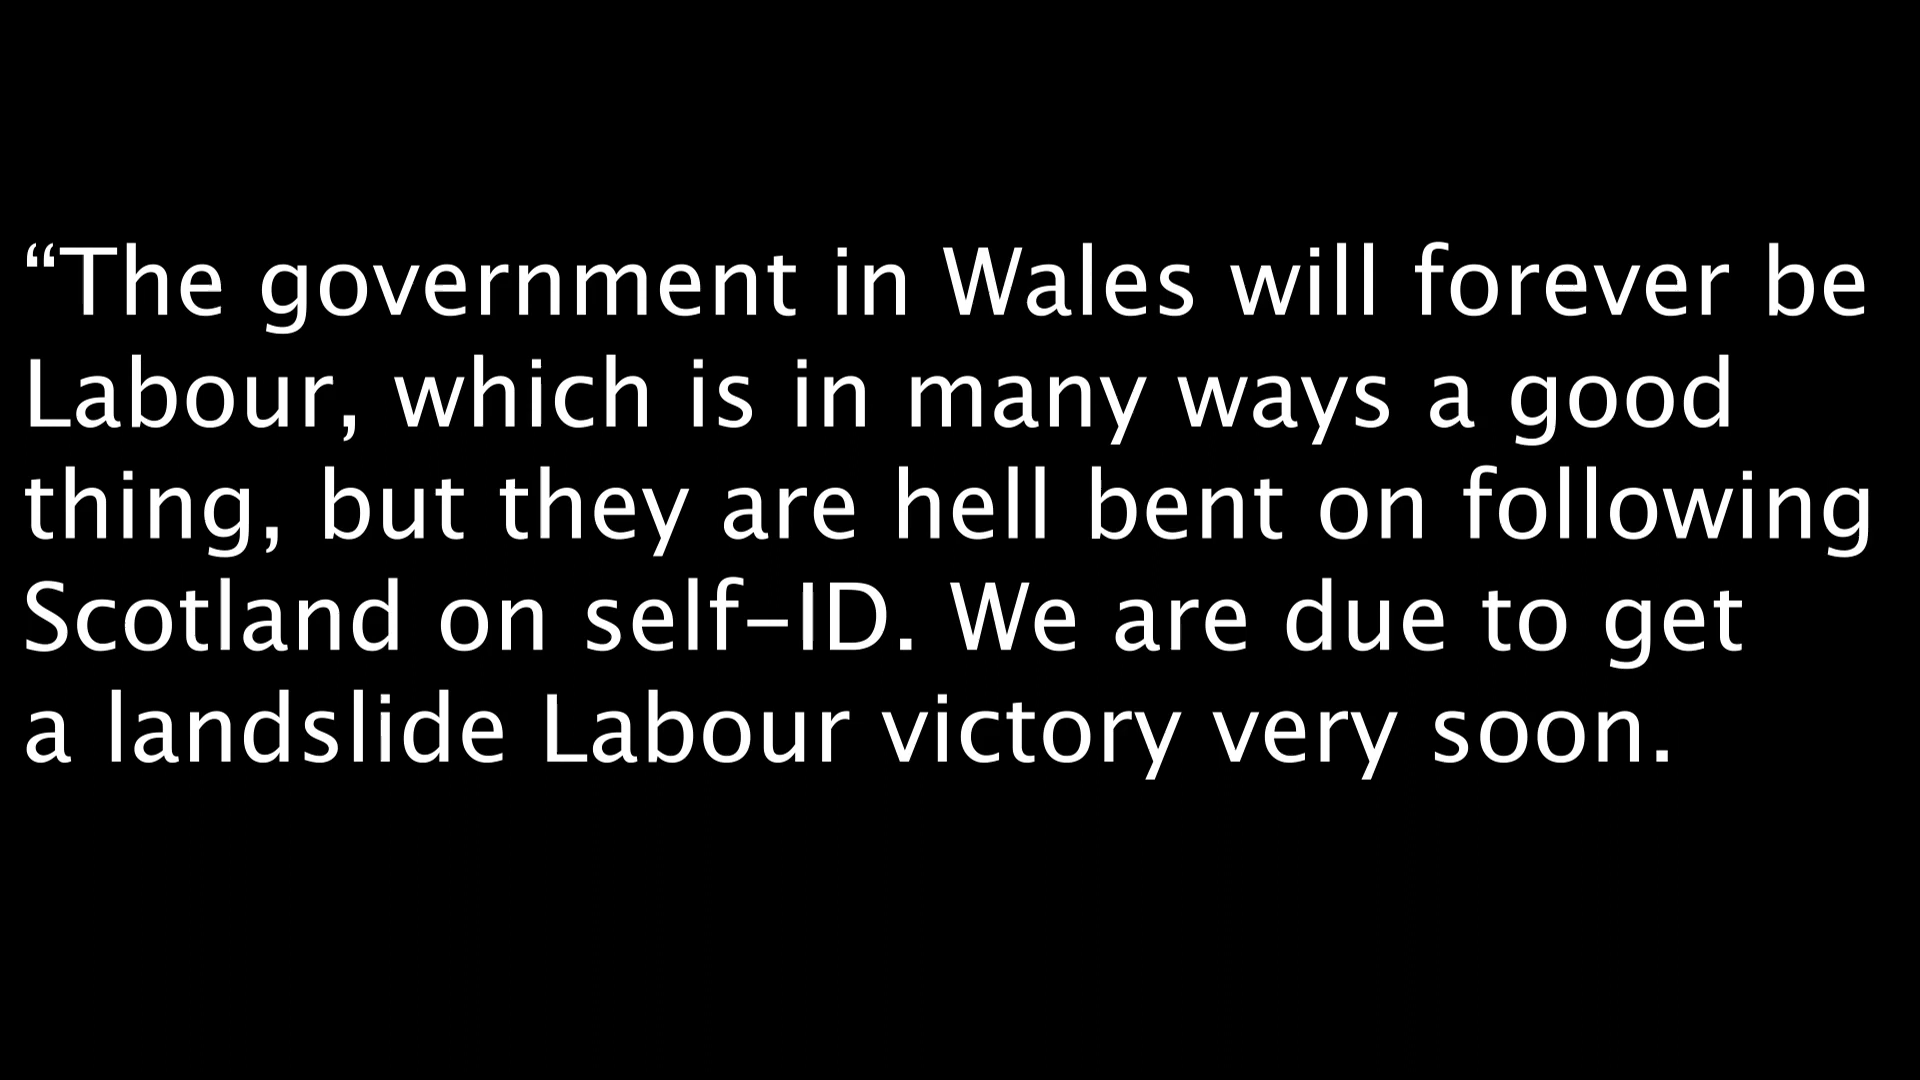 “The government in Wales will forever be
Labour, which is in many ways a good
thing, but they are hell bent on following
Scotland on self-ID. We are due to get
a landslide Labour victory very soon.